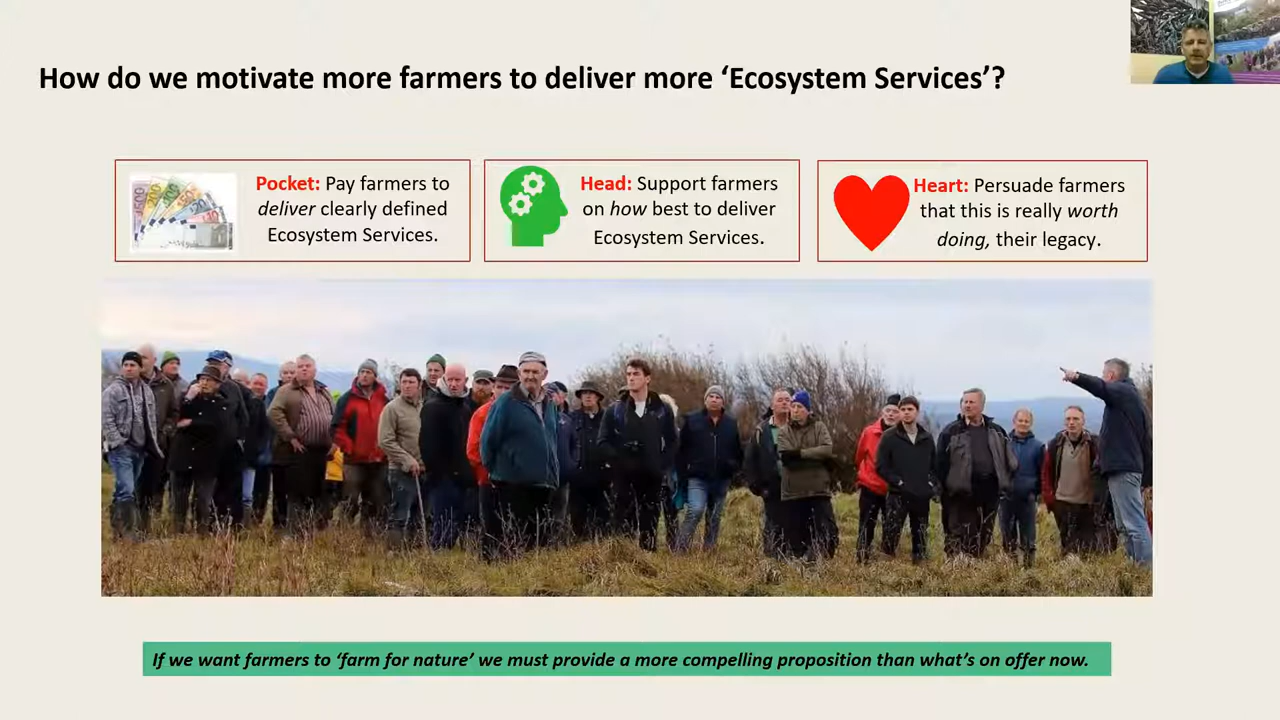 How do we motivate more farmers to deliver more ‘Ecosystem Services’?
Pocket: Pay farmers to
deliver clearly defined
Ecosystem Services.
Head: Support farmers
on how best to deliver
Ecosystem Services.
Heart: Persuade farmers
that this is really worth
doing, their legacy.
If we want farmers to ‘farm for nature’ we must provide a more compelling proposition than what’s on offer now.